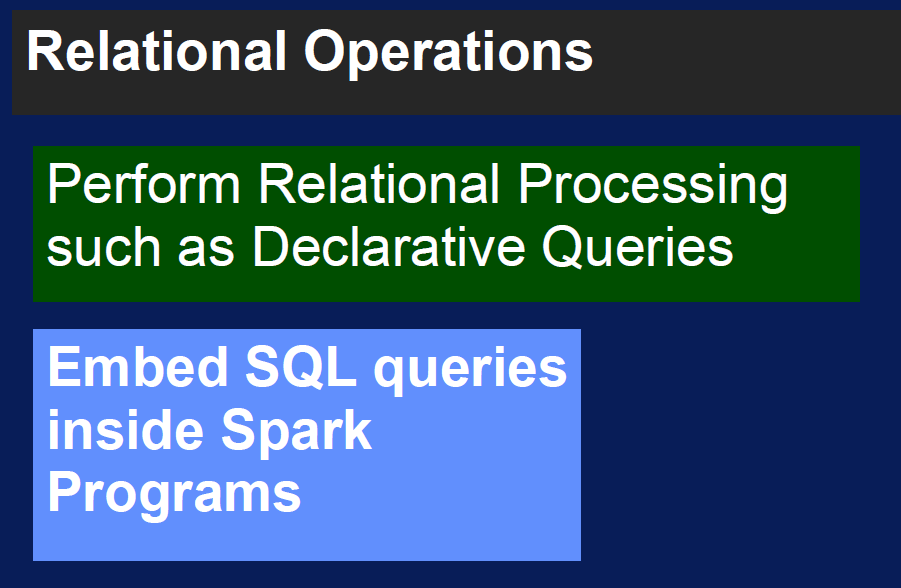 Relational Operations
Perform Relational Processing
such as Declarative Queries
Embed SQL queries
inside Spark
Programs